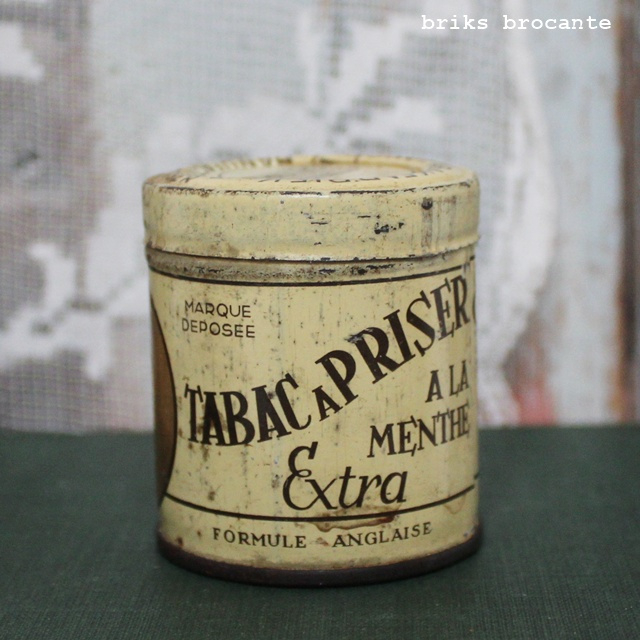 briks brocante
MARQUE
DEPOSEE
TABAC A PRISER
A LA
MENTHE
Extra
FORMULE ANGLAISE